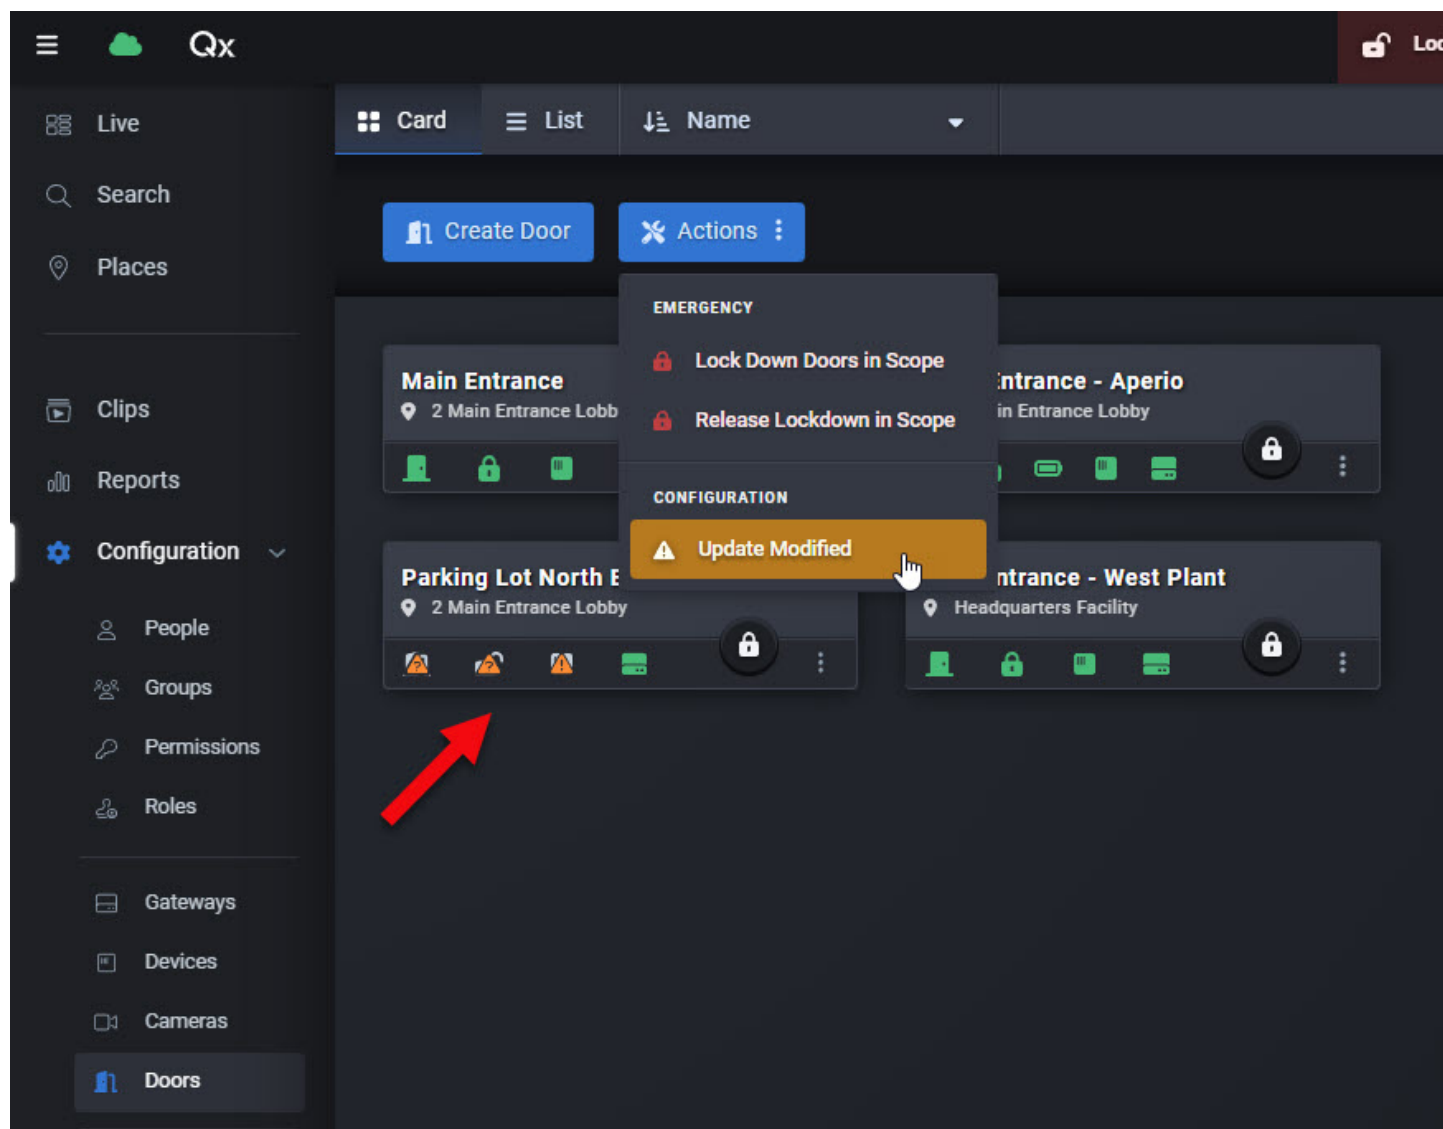 Qx
Loc
Live
Search
Places
Clips
Reports
Configuration
People
Groups
Permissions
Roles
Gateways
Devices
Cameras
Doors
Card
List
Name
Create Door
Actions
EMERGENCY
Lock Down Doors in Scope
Release Lockdown in Scope
CONFIGURATION
Update Modified
Main Entrance
2 Main Entrance Lobb
ntrance - Aperio
in Entrance Lobby
Parking Lot North E
2 Main Entrance Lobby
ntrance - West Plant
Headquarters Facility